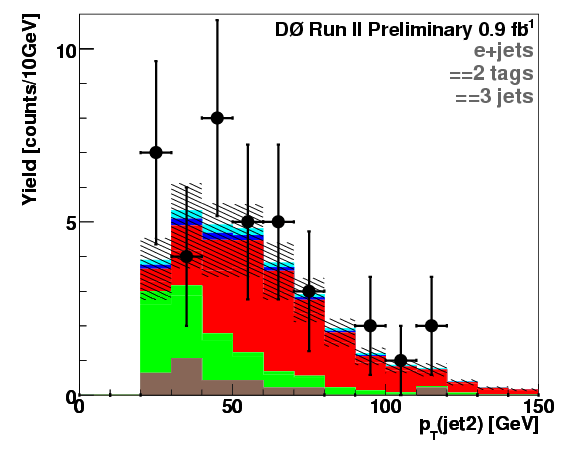 DØ Run II Preliminary 0.9 fb-1
e+jets
==2 tags
==3 jets
Yield [counts/10GeV]
10
5
0
0 50 100 150
pT(jet2) [GeV]